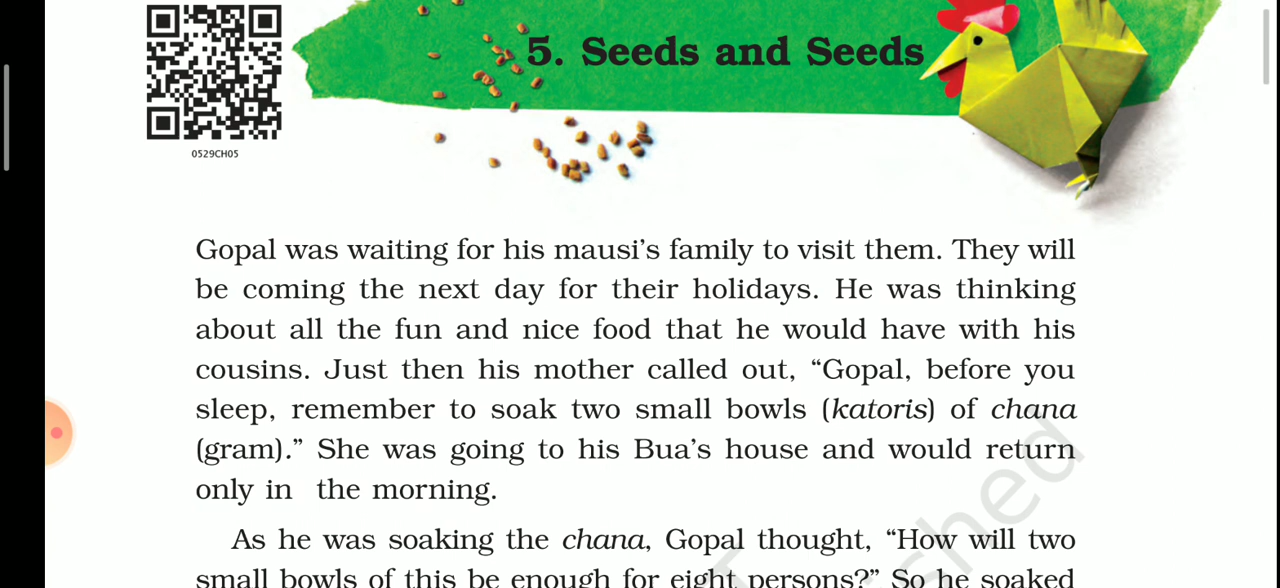 5. Seeds and Seeds
0529CH05
Gopal was waiting for his mausi's family to visit them. They will
be coming the next day for their holidays. He was thinking
about all the fun and nice food that he would have with his
cousins. Just then his mother called out, “Gopal, before you
sleep, remember to soak two small bowls (katoris) of chana
(gram).” She was going to his Bua's house and would return
only in the morning.
As he was soaking the chana, Gopal thought, “How will two
small bowls of this be enough for eight persons?” So he soaked